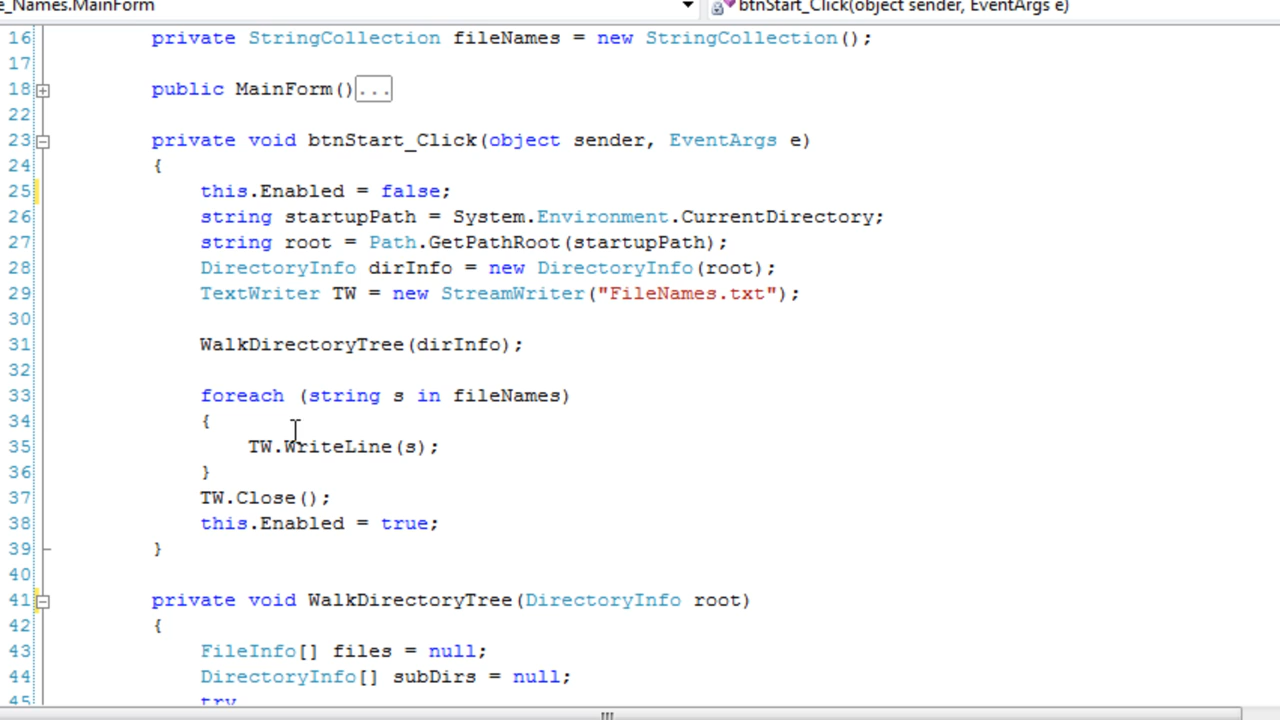 e_Names.MainForm btnStart_Click(object sender, EventArgs e)
16 private StringCollection fileNames = new StringCollection();
17
18 public MainForm()...
22
23 private void btnStart_Click(object sender, EventArgs e)
24 {
25 this.Enabled = false;
26 string startupPath = System.Environment.CurrentDirectory;
27 string root = Path.GetPathRoot(startupPath);
28 DirectoryInfo dirInfo = new DirectoryInfo(root);
29 TextWriter TW = new StreamWriter("FileNames.txt");
30
31 WalkDirectoryTree(dirInfo);
32
33 foreach (string s in fileNames)
34 {
35 TW.WriteLine(s);
36 }
37 TW.Close();
38 this.Enabled = true;
39 }
40
41 private void WalkDirectoryTree(DirectoryInfo root)
42 {
43 FileInfo[] files = null;
44 DirectoryInfo[] subDirs = null;
45 try